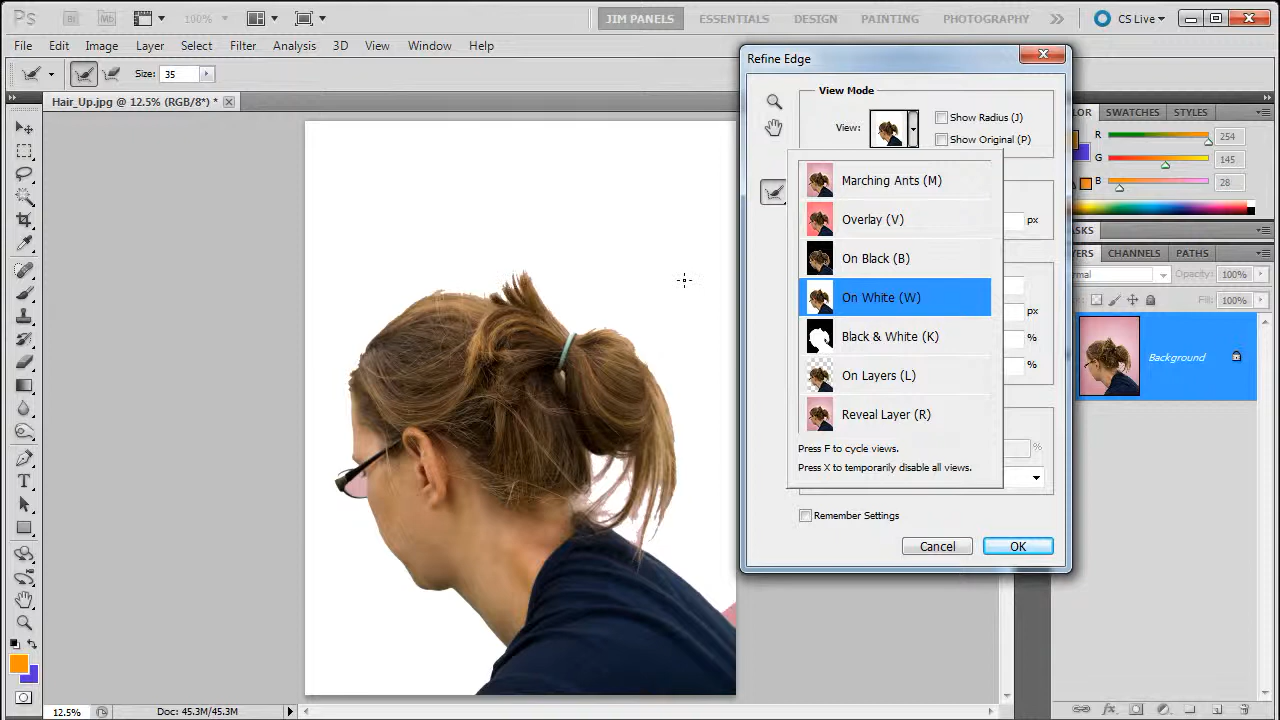 Ps Br Mb 100% JIM PANELS ESSENTIALS DESIGN PAINTING PHOTOGRAPHY CS Live
File Edit Image Layer Select Filter Analysis 3D View Window Help
Size: 35
Hair_Up.jpg @ 12.5% (RGB/8*) *
Refine Edge
View Mode
View:
Show Radius (J)
Show Original (P)
Marching Ants (M)
Overlay (V)
On Black (B)
On White (W)
Black & White (K)
On Layers (L)
Reveal Layer (R)
Press F to cycle views.
Press X to temporarily disable all views.
px
px
%
%
%
Remember Settings
Cancel OK
SWATCHES STYLES
R 254
G 145
B 28
CHANNELS PATHS
Opacity: 100%
Fill: 100%
Background
T
12.5% Doc: 45.3M/45.3M